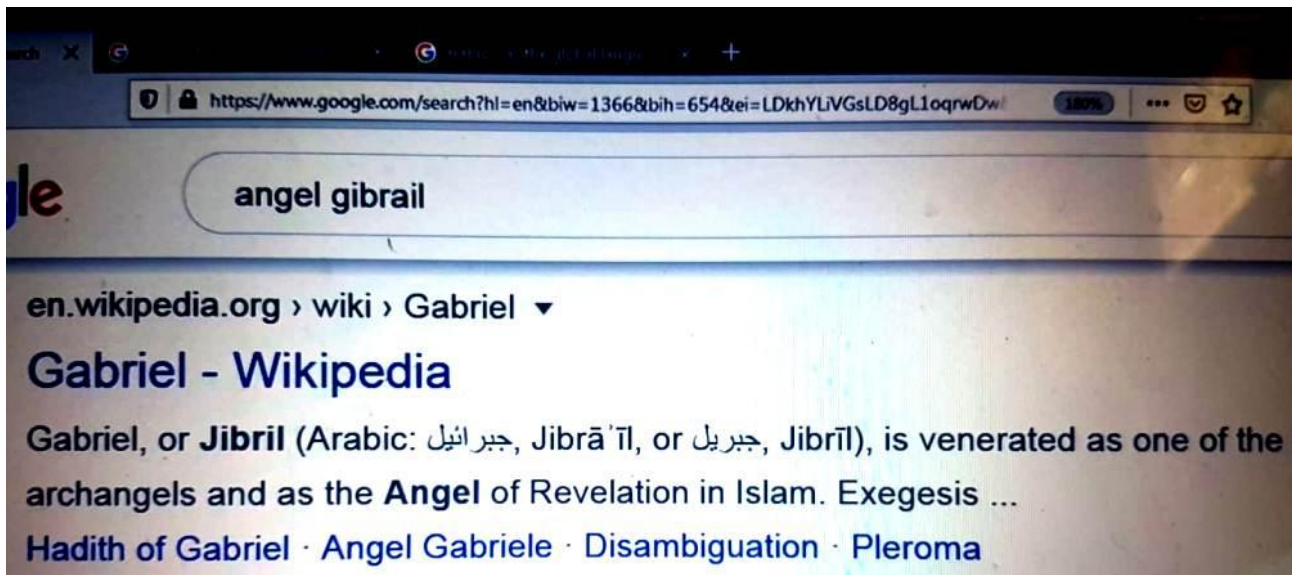 https://www.google.com/search?hl=en&biw=1366&bih=654&ei=LDkhYLiVGsLD8gL1oqrwDw 180%
gle
angel gibrail
en.wikipedia.org › wiki › Gabriel
Gabriel - Wikipedia
Gabriel, or Jibril (Arabic: جبرائيل, Jibrāʾīl, or جبريل, Jibrīl), is venerated as one of the
archangels and as the Angel of Revelation in Islam. Exegesis ...
Hadith of Gabriel · Angel Gabriele · Disambiguation · Pleroma